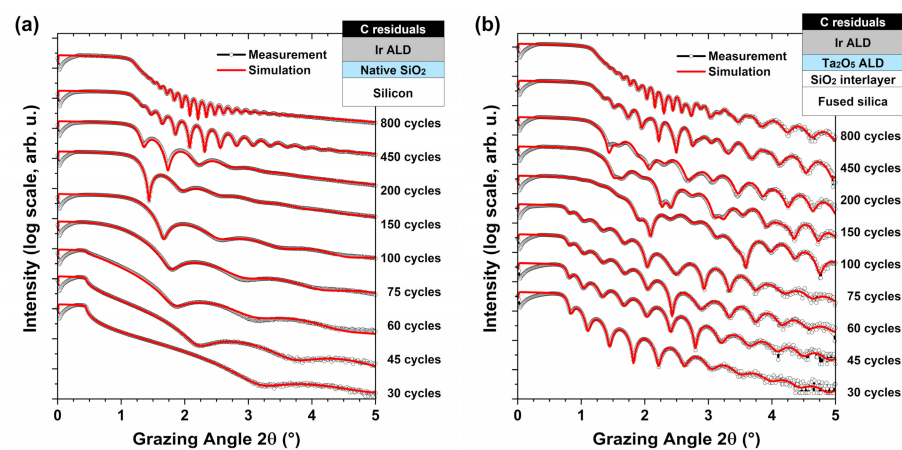 (a)
Intensity (log scale, arb. u.)
Measurement
Simulation
C residuals
Ir ALD
Native SiO₂
Silicon
800 cycles
450 cycles
200 cycles
150 cycles
100 cycles
75 cycles
60 cycles
45 cycles
30 cycles
0 1 2 3 4 5
Grazing Angle 2θ (°)
(b)
Intensity (log scale, arb. u.)
Measurement
Simulation
C residuals
Ir ALD
Ta₂O₅ ALD
SiO₂ interlayer
Fused silica
800 cycles
450 cycles
200 cycles
150 cycles
100 cycles
75 cycles
60 cycles
45 cycles
30 cycles
0 1 2 3 4 5
Grazing Angle 2θ (°)